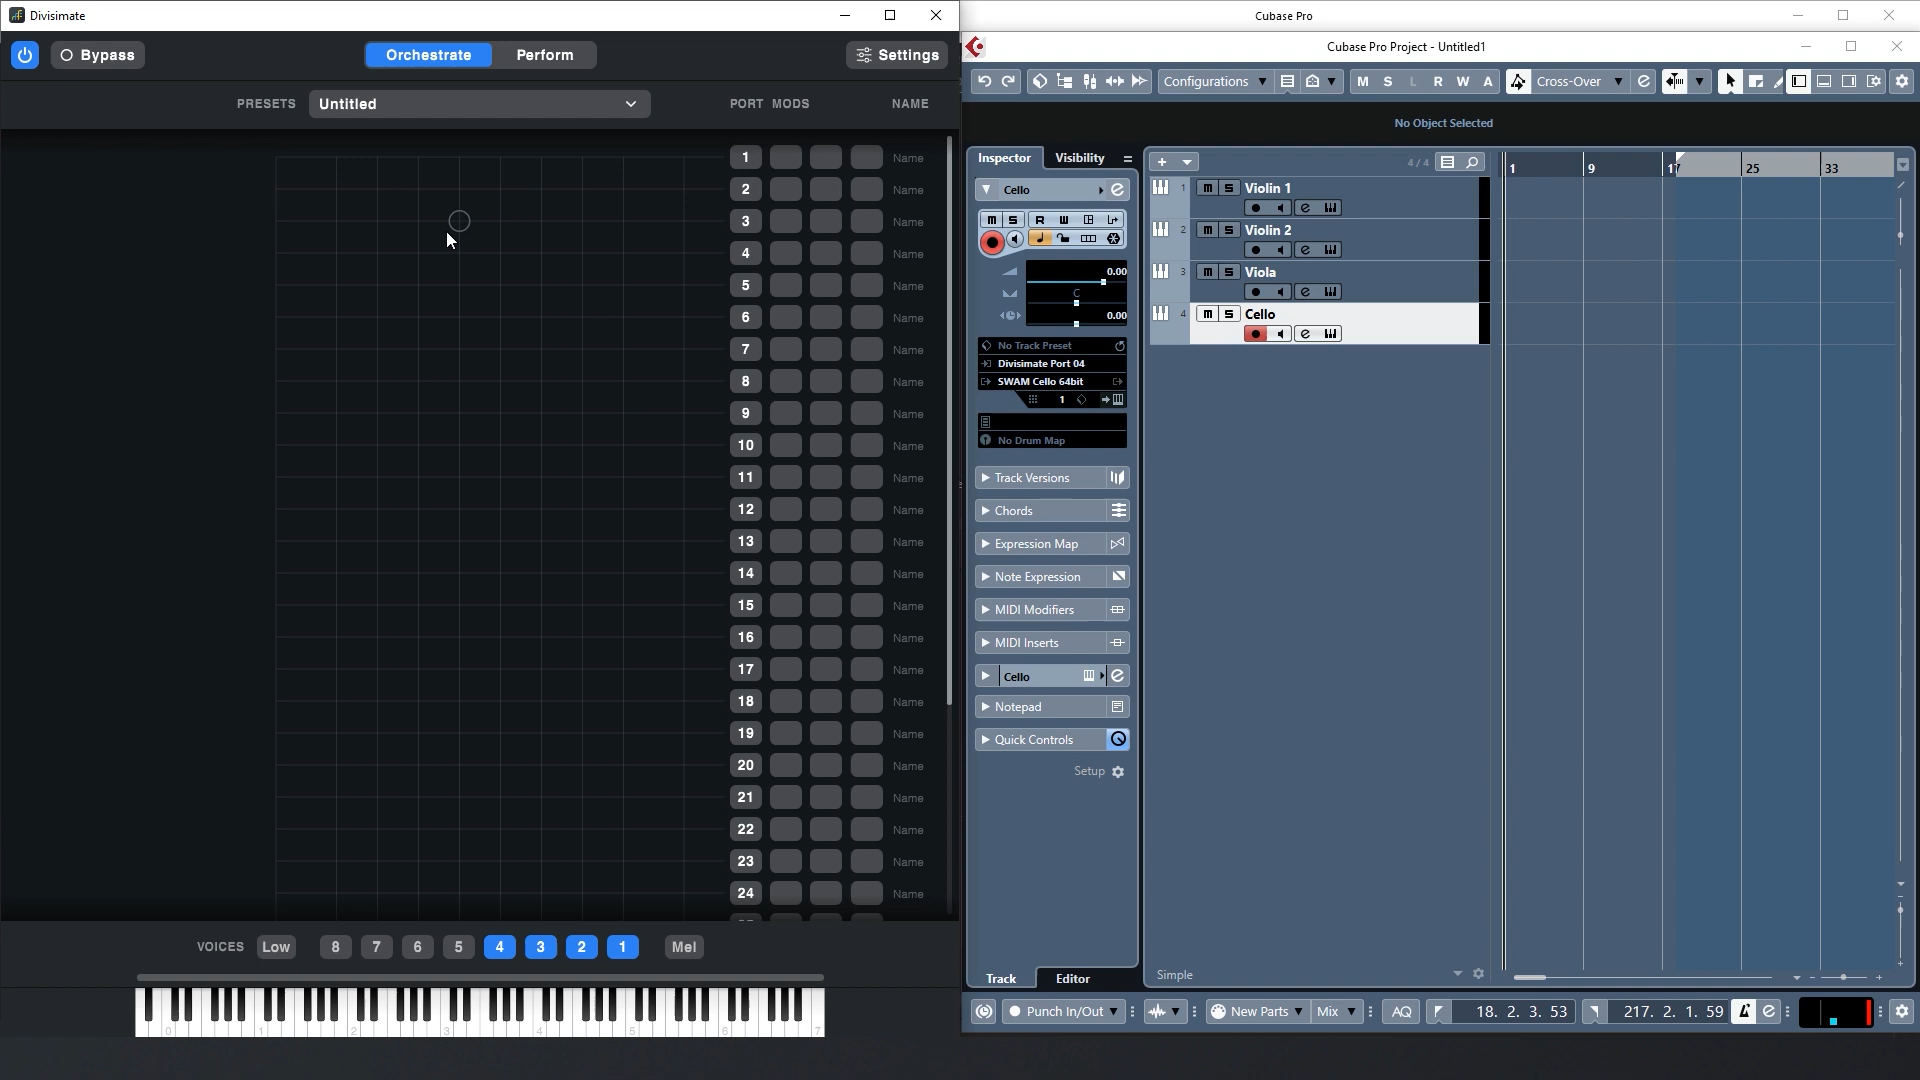 Divisimate
Bypass
Orchestrate
Perform
Settings
PRESETS
Untitled
PORT MODS
NAME
1 Name
2 Name
3 Name
4 Name
5 Name
6 Name
7 Name
8 Name
9 Name
10 Name
11 Name
12 Name
13 Name
14 Name
15 Name
16 Name
17 Name
18 Name
19 Name
20 Name
21 Name
22 Name
23 Name
24 Name
VOICES Low 8 7 6 5 4 3 2 1 Mel
0 1 2 3 4 5 6 7
Cubase Pro
Cubase Pro Project - Untitled1
Configurations
M S L R W A
Cross-Over
e
No Object Selected
Inspector
Visibility
Cello
e
m S R W
0.00
C
0.00
No Track Preset
Divisimate Port 04
SWAM Cello 64bit
1
No Drum Map
Track Versions
Chords
Expression Map
Note Expression
MIDI Modifiers
MIDI Inserts
Cello
e
Notepad
Quick Controls
Setup
Track
Editor
4 / 4
1 9 17 25 33
1 m S Violin 1
e
2 m S Violin 2
e
3 m S Viola
e
4 m S Cello
e
Simple
Punch In/Out
New Parts
Mix
AQ
18. 2. 3. 53
217. 2. 1. 59
e